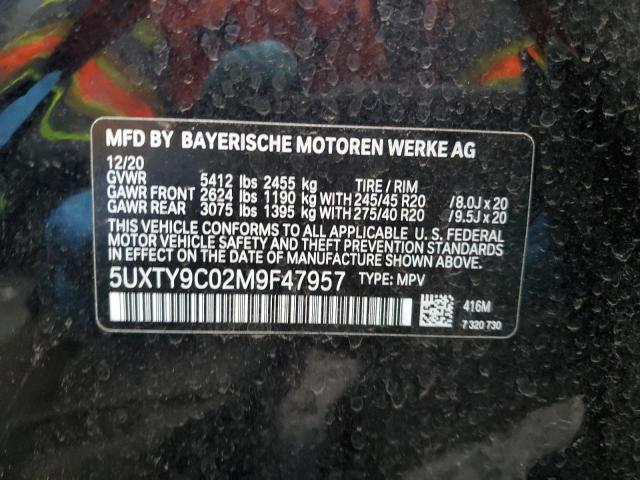 MFD BY BAYERISCHE MOTOREN WERKE AG
12/20
GVWR 5412 lbs 2455 kg TIRE / RIM
GAWR FRONT 2624 lbs 1190 kg WITH 245/45 R20 /8.0J x 20
GAWR REAR 3075 lbs 1395 kg WITH 275/40 R20 /9.5J x 20
THIS VEHICLE CONFORMS TO ALL APPLICABLE U.S. FEDERAL
MOTOR VEHICLE SAFETY AND THEFT PREVENTION STANDARDS
IN EFFECT ON THE DATE OF MANUFACTURE SHOWN ABOVE.
5UXTY9C02M9F47957 TYPE: MPV
416M
7 320 730